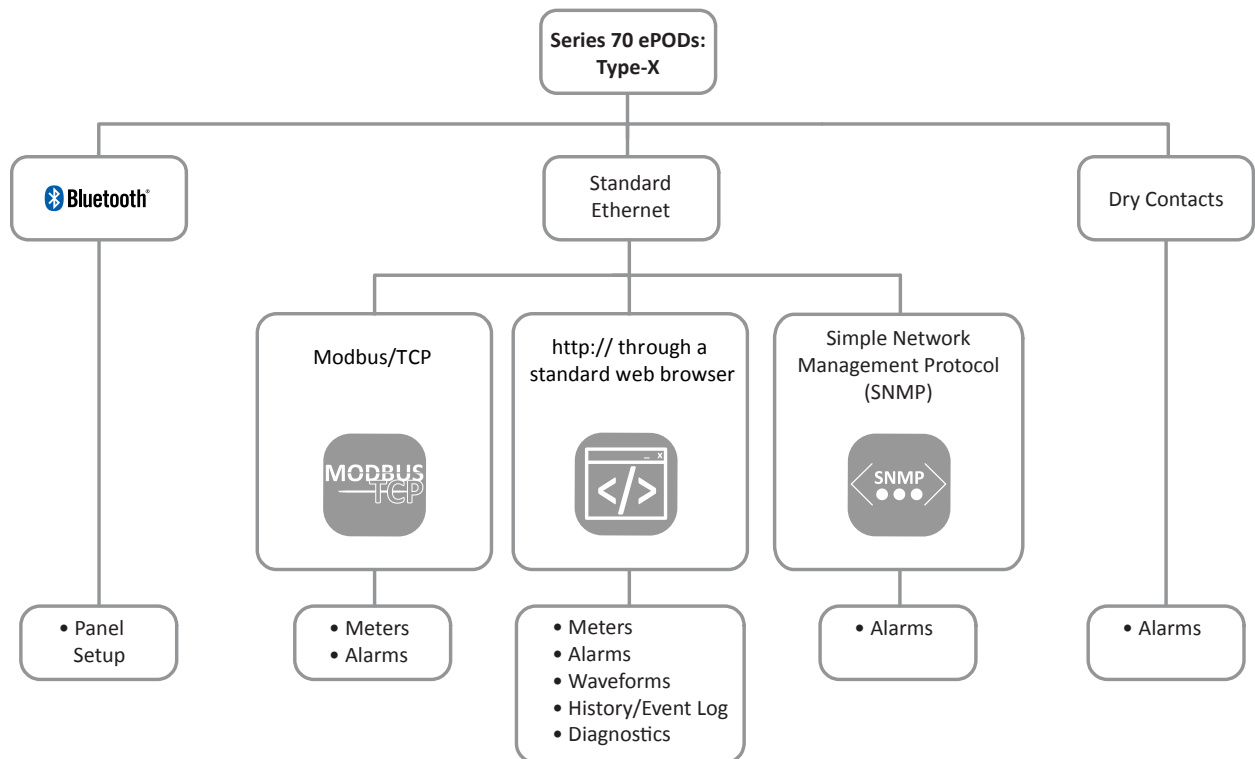 Series 70 ePODs:
Type-X
Bluetooth®
Standard
Ethernet
Dry Contacts
Modbus/TCP
MODBUS
TCP
http:// through a
standard web browser
_ x
</>
Simple Network
Management Protocol
(SNMP)
SNMP
• Panel
Setup
• Meters
• Alarms
• Meters
• Alarms
• Waveforms
• History/Event Log
• Diagnostics
• Alarms
• Alarms